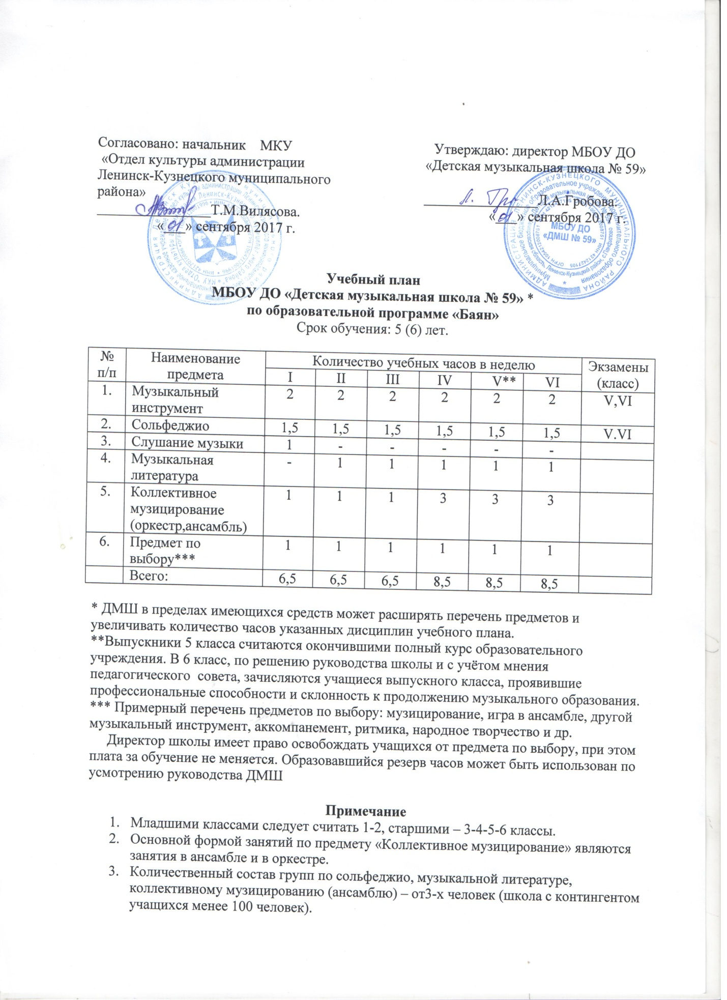 Согласовано: начальник МКУ
«Отдел культуры администрации
Ленинск-Кузнецкого муниципального
района»
________________Т.М.Вилясова.
«_01_» сентября 2017 г.
Утверждаю: директор МБОУ ДО
«Детская музыкальная школа № 59»
________________Л.А.Гробова.
«_01_» сентября 2017 г.
МБОУ ДО
«ДМШ № 59»
Учебный план
МБОУ ДО «Детская музыкальная школа № 59» *
по образовательной программе «Баян»
Срок обучения: 5 (6) лет.
№ п/п Наименование предмета Количество учебных часов в неделю Экзамены (класс)
I II III IV V** VI
1. Музыкальный инструмент 2 2 2 2 2 2 V,VI
2. Сольфеджио 1,5 1,5 1,5 1,5 1,5 1,5 V.VI
3. Слушание музыки 1 - - - - -
4. Музыкальная литература - 1 1 1 1 1
5. Коллективное музицирование (оркестр,ансамбль) 1 1 1 3 3 3
6. Предмет по выбору*** 1 1 1 1 1 1
Всего: 6,5 6,5 6,5 8,5 8,5 8,5
* ДМШ в пределах имеющихся средств может расширять перечень предметов и
увеличивать количество часов указанных дисциплин учебного плана.
**Выпускники 5 класса считаются окончившими полный курс образовательного
учреждения. В 6 класс, по решению руководства школы и с учётом мнения
педагогического совета, зачисляются учащиеся выпускного класса, проявившие
профессиональные способности и склонность к продолжению музыкального образования.
*** Примерный перечень предметов по выбору: музицирование, игра в ансамбле, другой
музыкальный инструмент, аккомпанемент, ритмика, народное творчество и др.
Директор школы имеет право освобождать учащихся от предмета по выбору, при этом
плата за обучение не меняется. Образовавшийся резерв часов может быть использован по
усмотрению руководства ДМШ
Примечание
1. Младшими классами следует считать 1-2, старшими – 3-4-5-6 классы.
2. Основной формой занятий по предмету «Коллективное музицирование» являются
занятия в ансамбле и в оркестре.
3. Количественный состав групп по сольфеджио, музыкальной литературе,
коллективному музицированию (ансамблю) – от3-х человек (школа с контингентом
учащихся менее 100 человек).